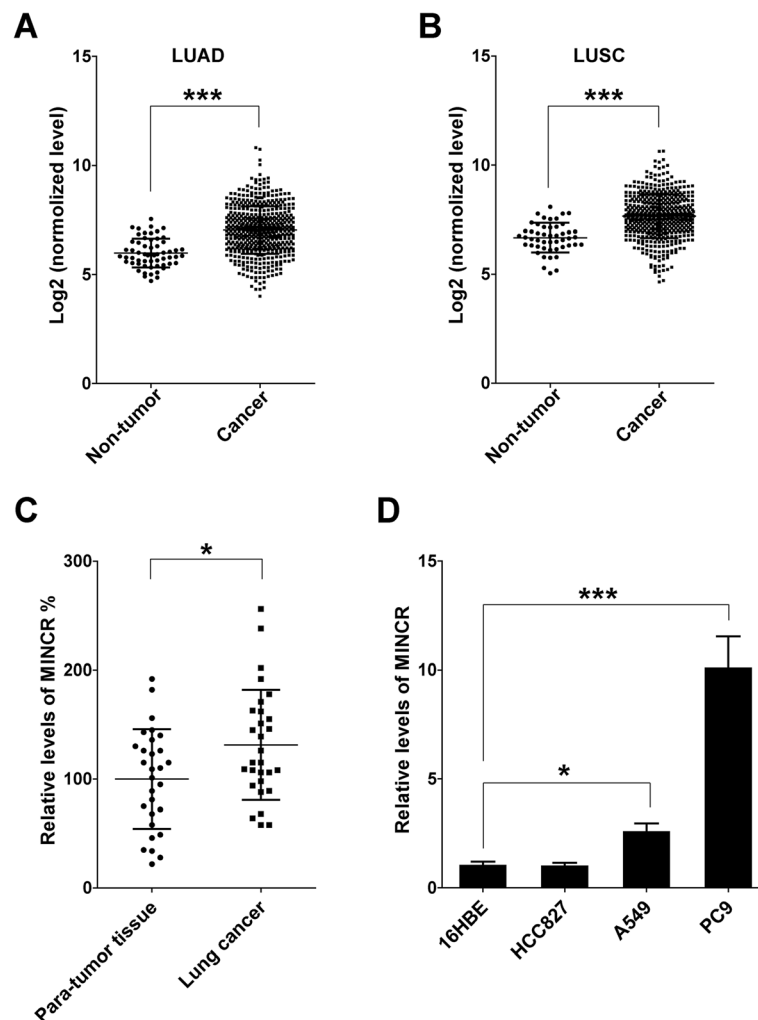 A
LUAD
***
Log2 (normolized level)
15
10
5
0
Non-tumor
Cancer
B
LUSC
***
Log2 (normolized level)
15
10
5
0
Non-tumor
Cancer
C
*
Relative levels of MINCR %
300
200
100
0
Para-tumor tissue
Lung cancer
D
***
*
Relative levels of MINCR
15
10
5
0
16HBE
HCC827
A549
PC9